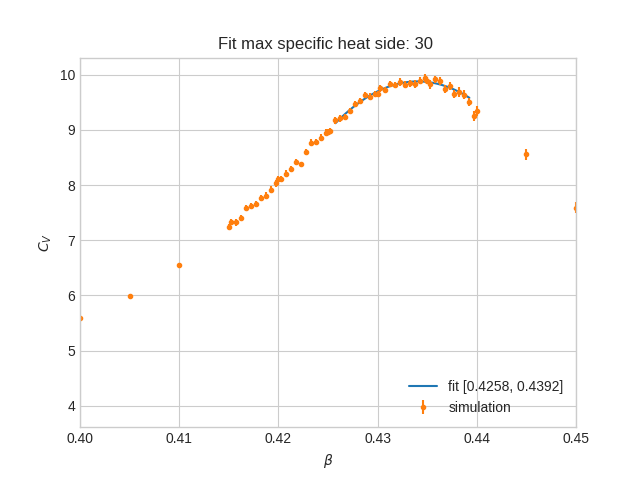 Fit max specific heat side: 30
10
9
8
7
6
5
4
C_V
0.40 0.41 0.42 0.43 0.44 0.45
β
fit [0.4258, 0.4392]
simulation